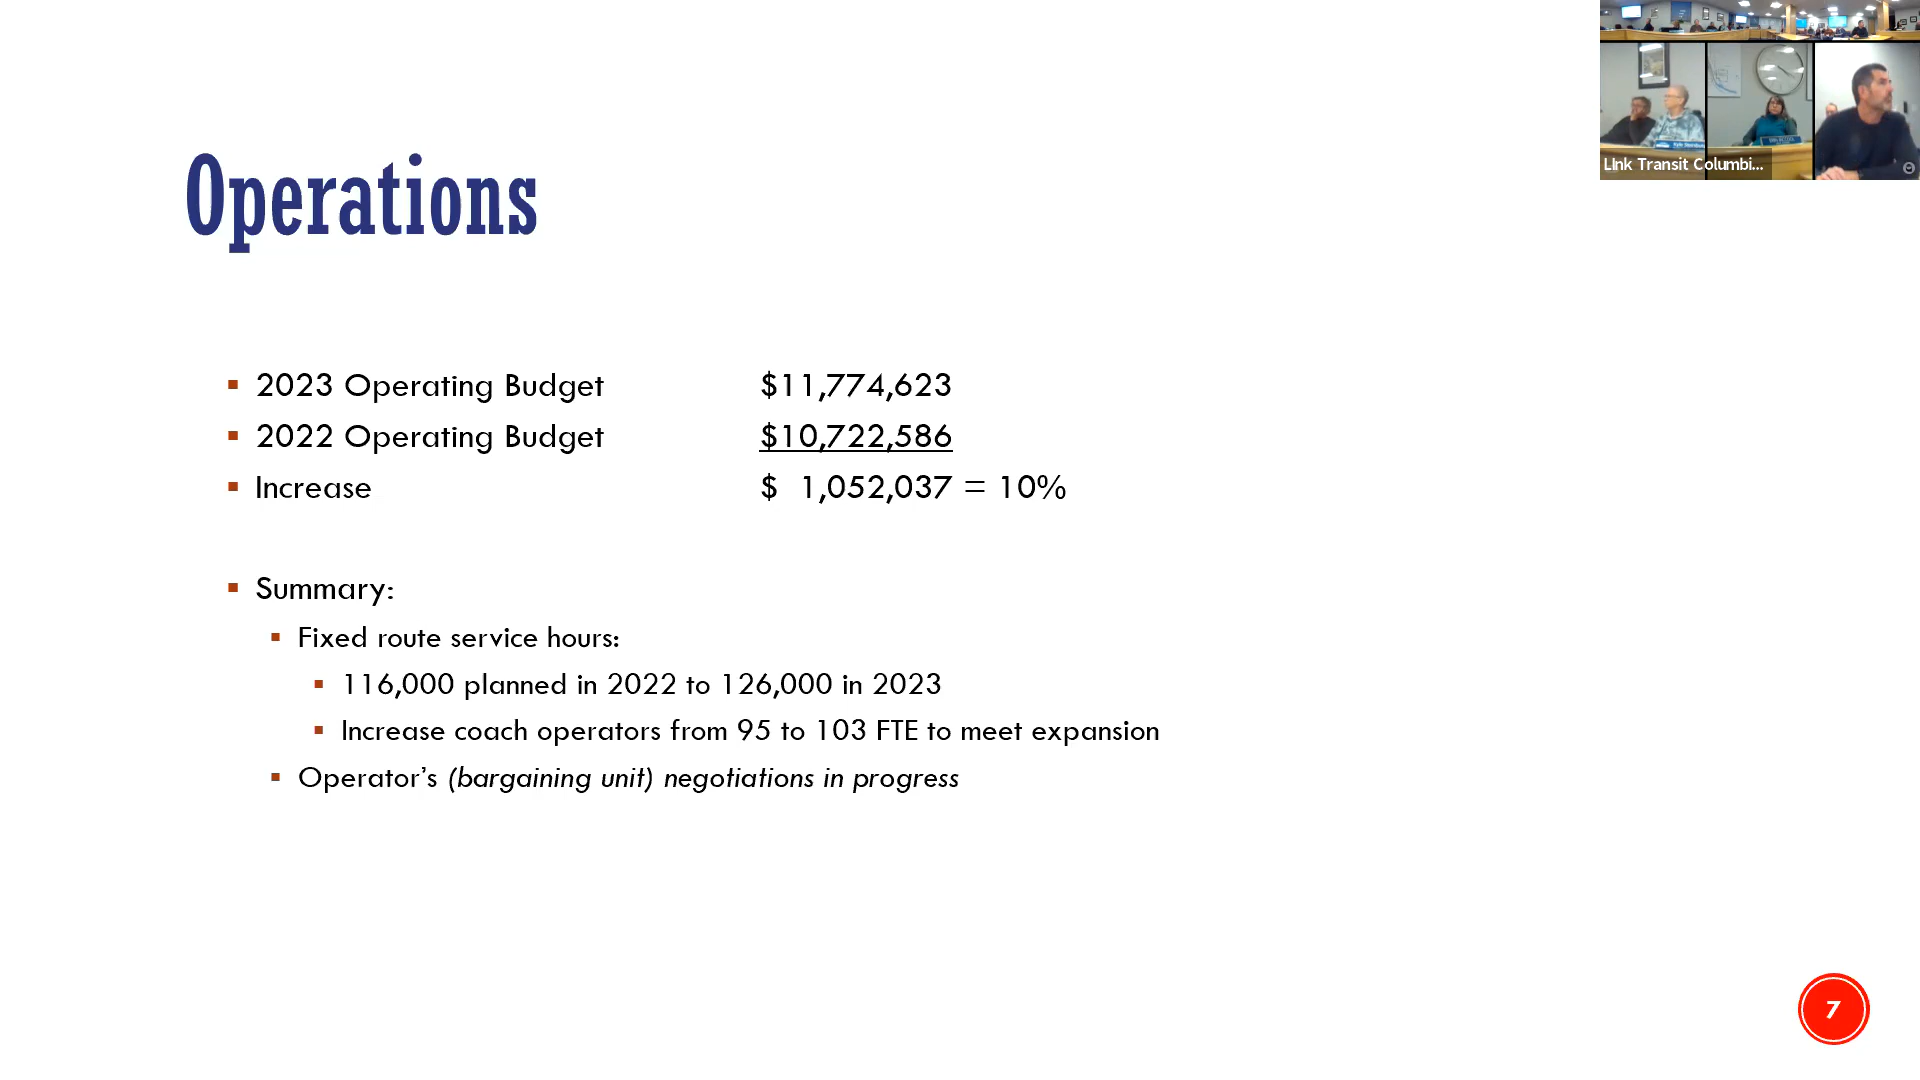 Operations
2023 Operating Budget $11,774,623
2022 Operating Budget $10,722,586
Increase $ 1,052,037 = 10%
Summary:
Fixed route service hours:
116,000 planned in 2022 to 126,000 in 2023
Increase coach operators from 95 to 103 FTE to meet expansion
Operator’s (bargaining unit) negotiations in progress
7
LInk Transit Columbi...